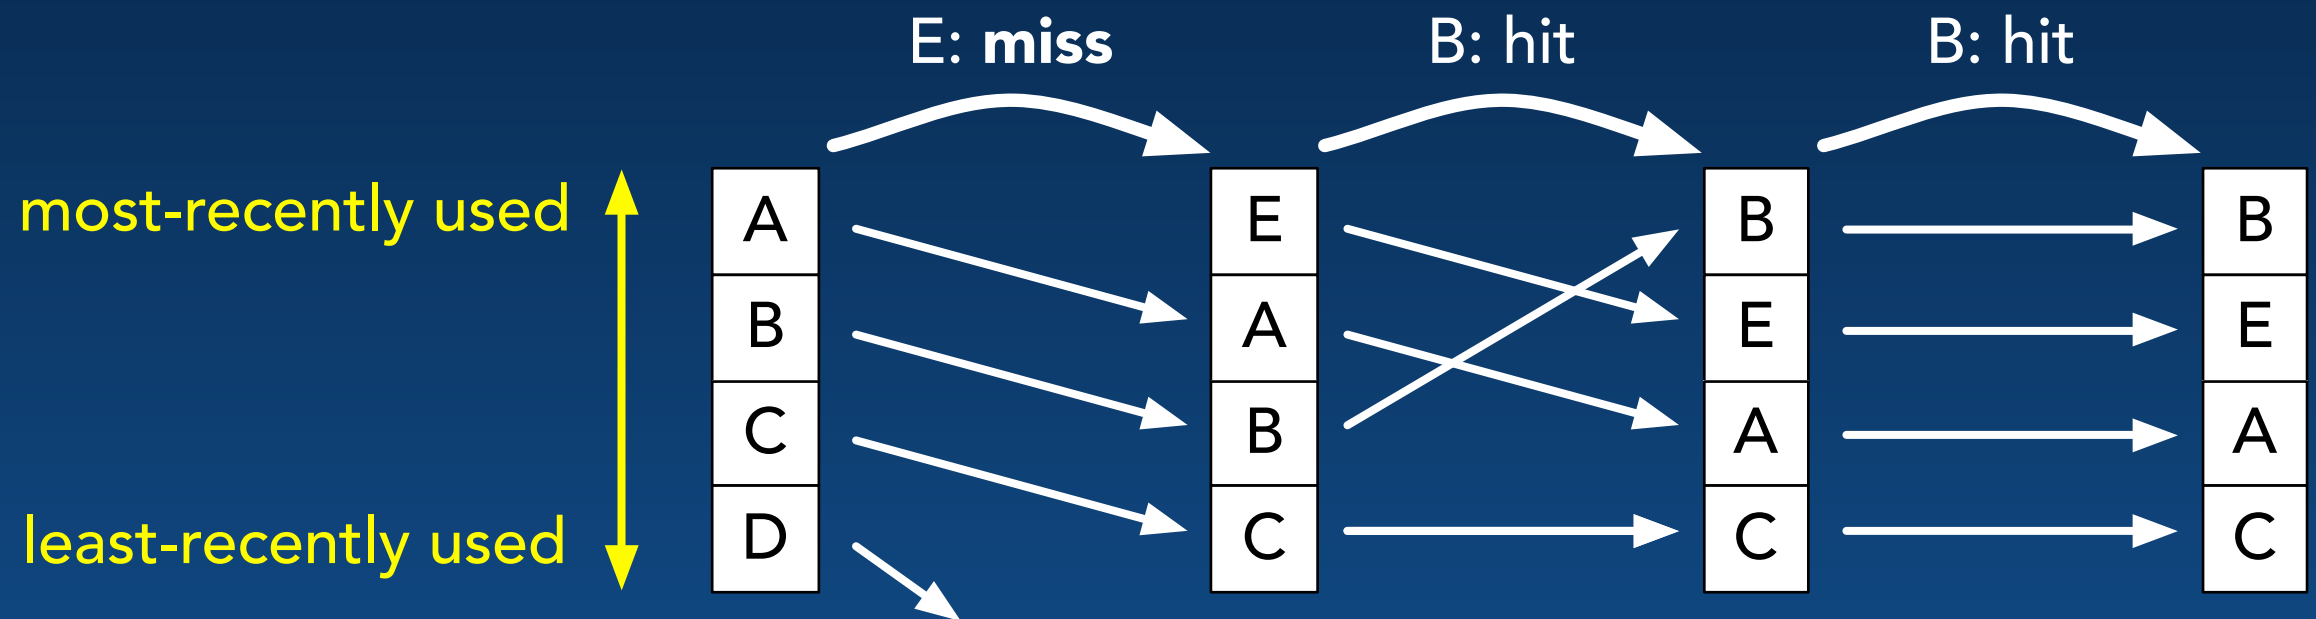 E: miss
B: hit
B: hit
most-recently used
least-recently used
A
B
C
D
E
A
B
C
B
E
A
C
B
E
A
C